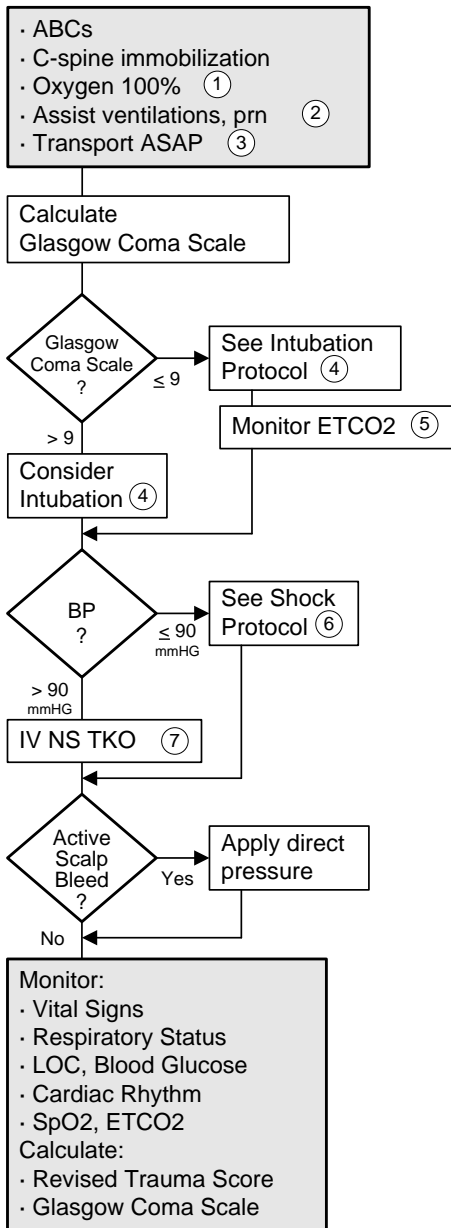 · ABCs
· C-spine immobilization
· Oxygen 100% 1
· Assist ventilations, prn 2
· Transport ASAP 3
Calculate
Glasgow Coma Scale
Glasgow
Coma Scale
?
≤ 9
See Intubation
Protocol 4
Monitor ETCO2 5
> 9
Consider
Intubation 4
BP
?
≤ 90
mmHG
See Shock
Protocol 6
> 90
mmHG
IV NS TKO 7
Active
Scalp
Bleed
?
Yes
Apply direct
pressure
No
Monitor:
· Vital Signs
· Respiratory Status
· LOC, Blood Glucose
· Cardiac Rhythm
· SpO2, ETCO2
Calculate:
· Revised Trauma Score
· Glasgow Coma Scale